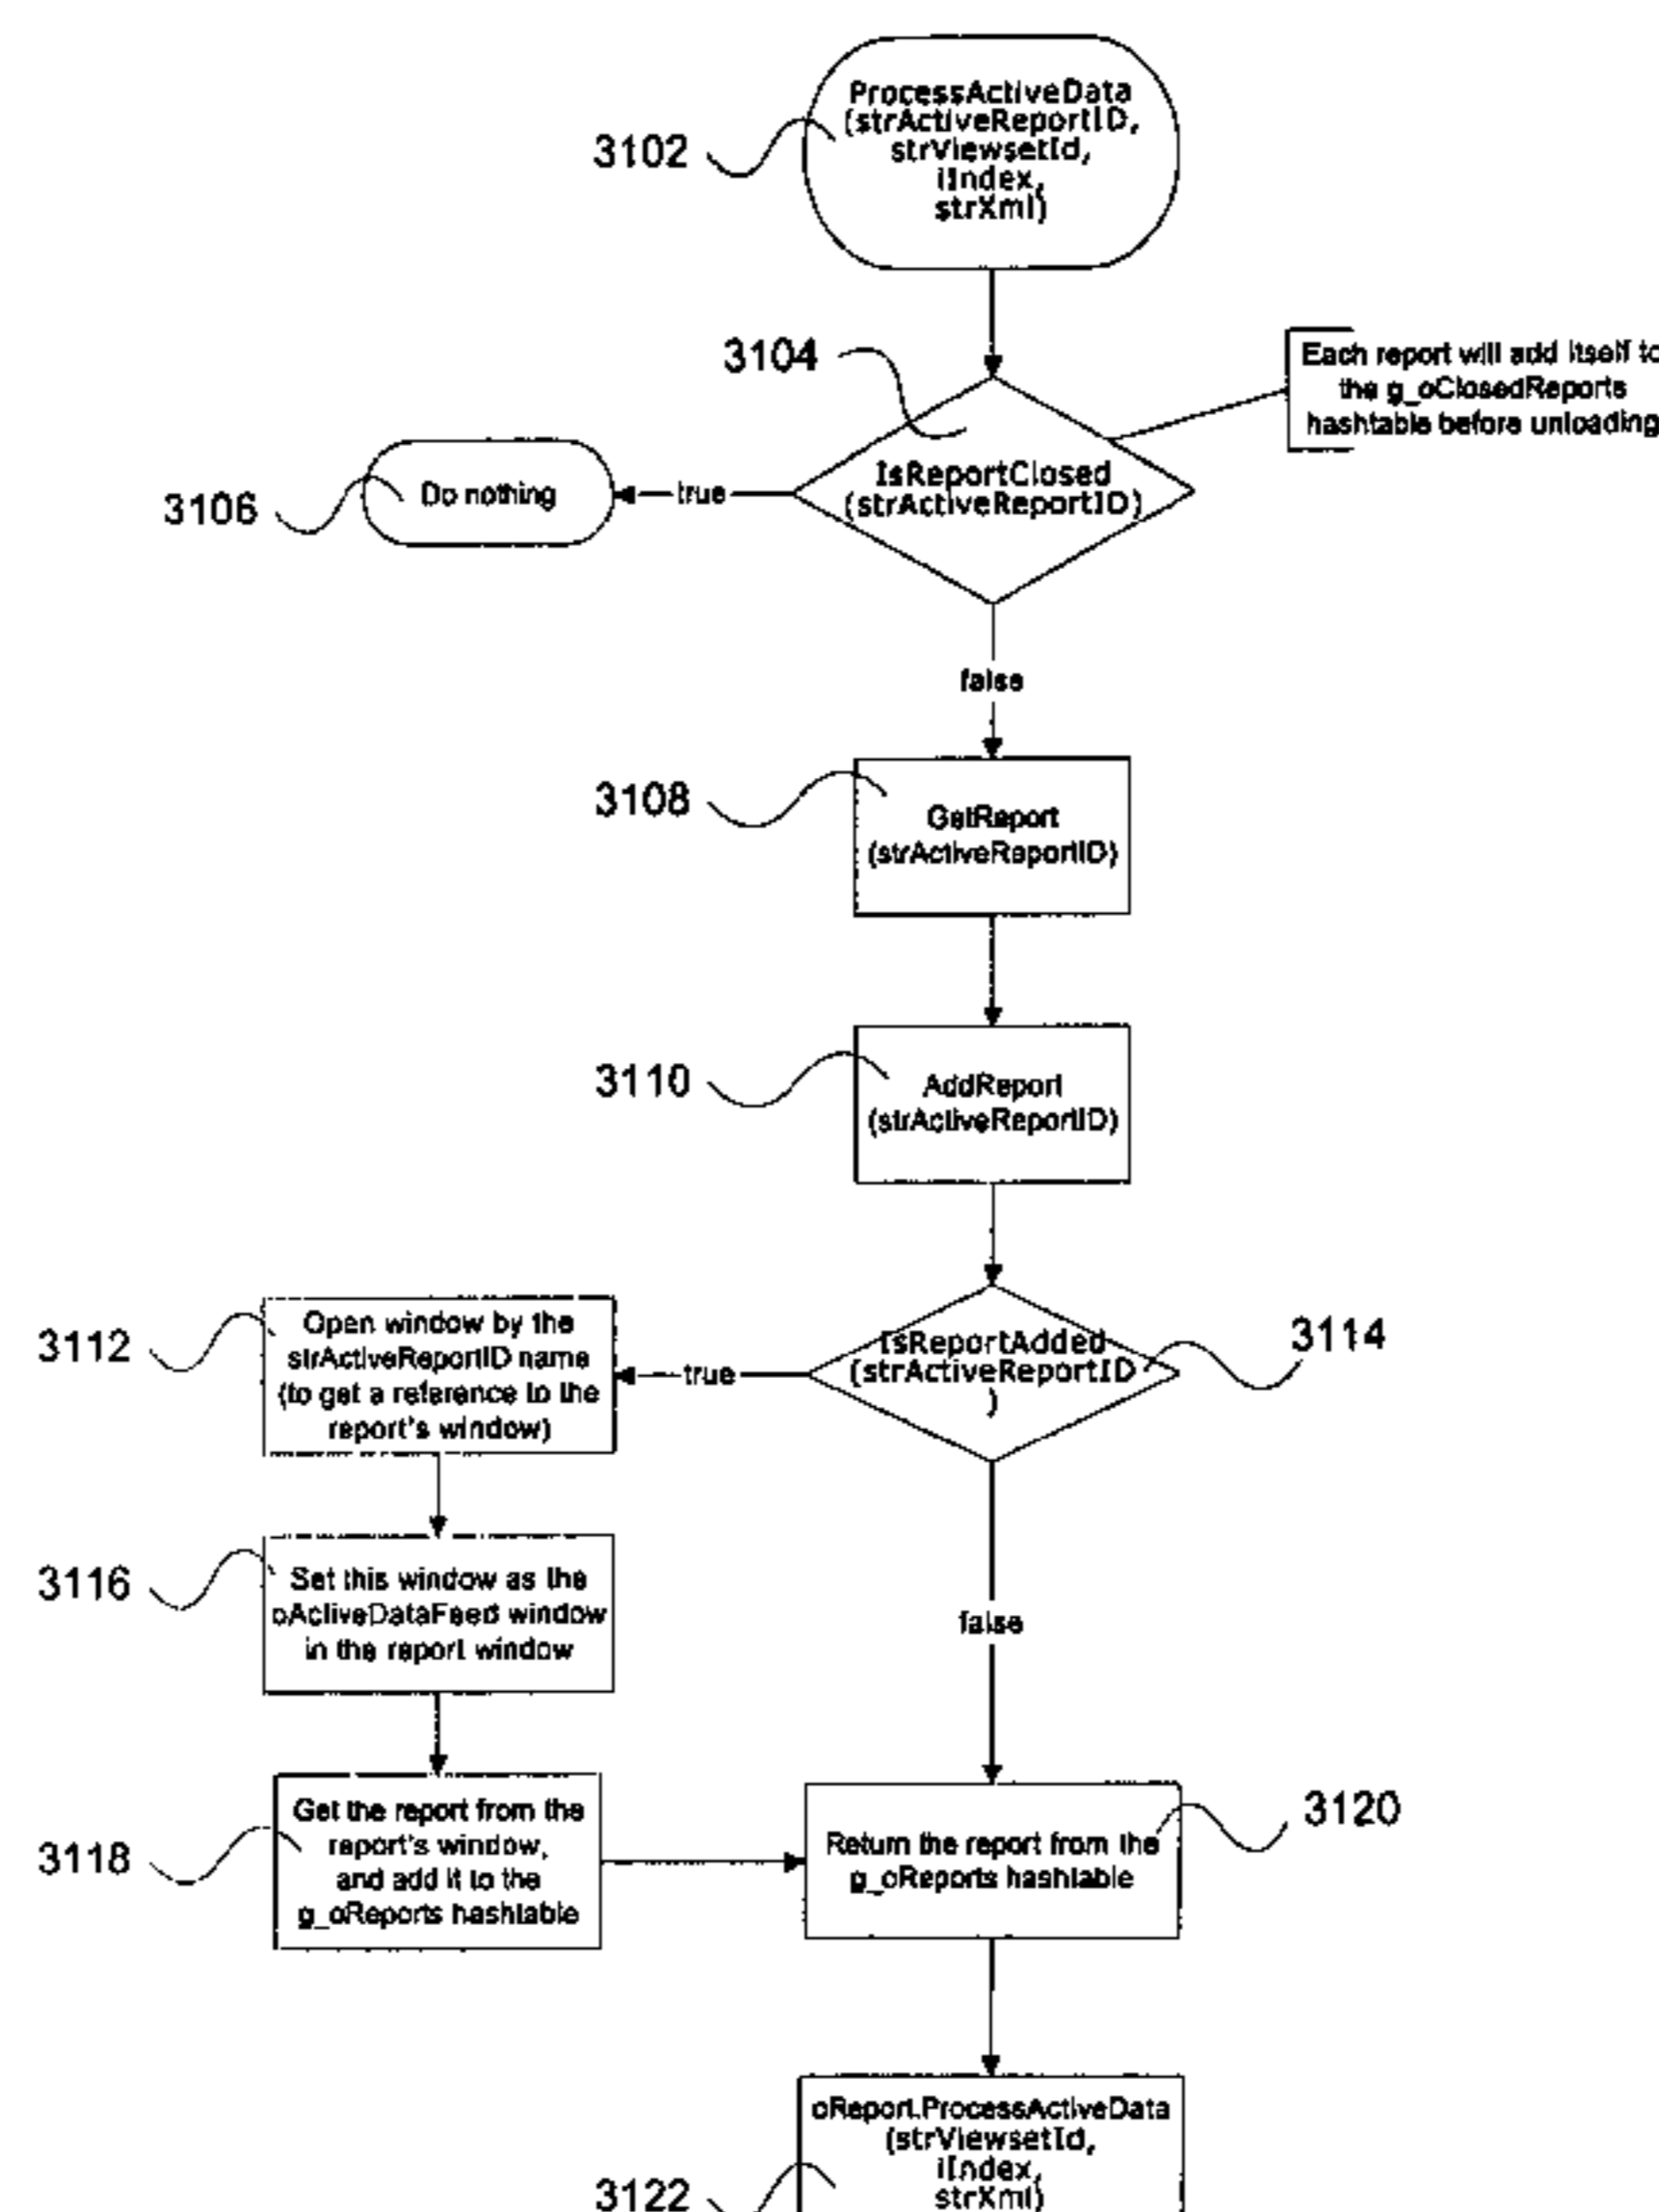 ProcessActiveData
(strActiveReportID,
strViewsetId,
iIndex,
strXml)
3102
3104
Each report will add itself to
the g_oClosedReports
hashtable before unloading
IsReportClosed
(strActiveReportID)
true
Do nothing
3106
false
3108
GetReport
(strActiveReportID)
3110
AddReport
(strActiveReportID)
3112
Open window by the
strActiveReportID name
(to get a reference to the
report's window)
true
IsReportAdded
(strActiveReportID
)
3114
3116
Set this window as the
oActiveDataFeed window
in the report window
false
3118
Get the report from the
report's window,
and add it to the
g_oReports hashtable
Return the report from the
g_oReports hashtable
3120
oReport.ProcessActiveData
(strViewsetId,
iIndex,
strXml)
3122